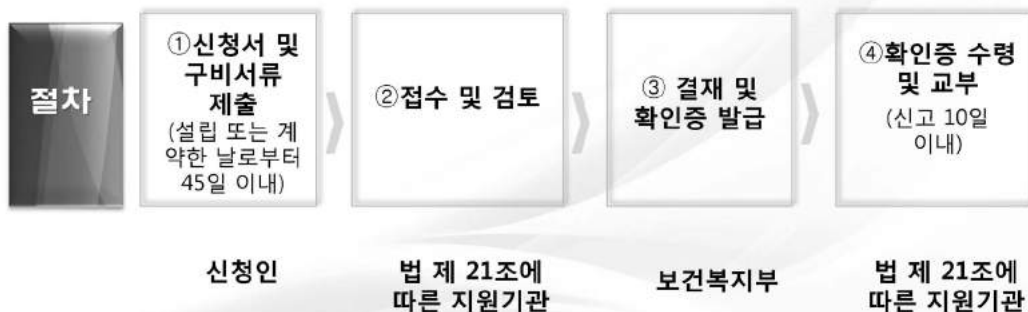 절차
①신청서 및
구비서류
제출
(설립 또는 계
약한 날로부터
45일 이내)
②접수 및 검토
③ 결재 및
확인증 발급
④확인증 수령
및 교부
(신고 10일
이내)
신청인
법 제 21조에
따른 지원기관
보건복지부
법 제 21조에
따른 지원기관